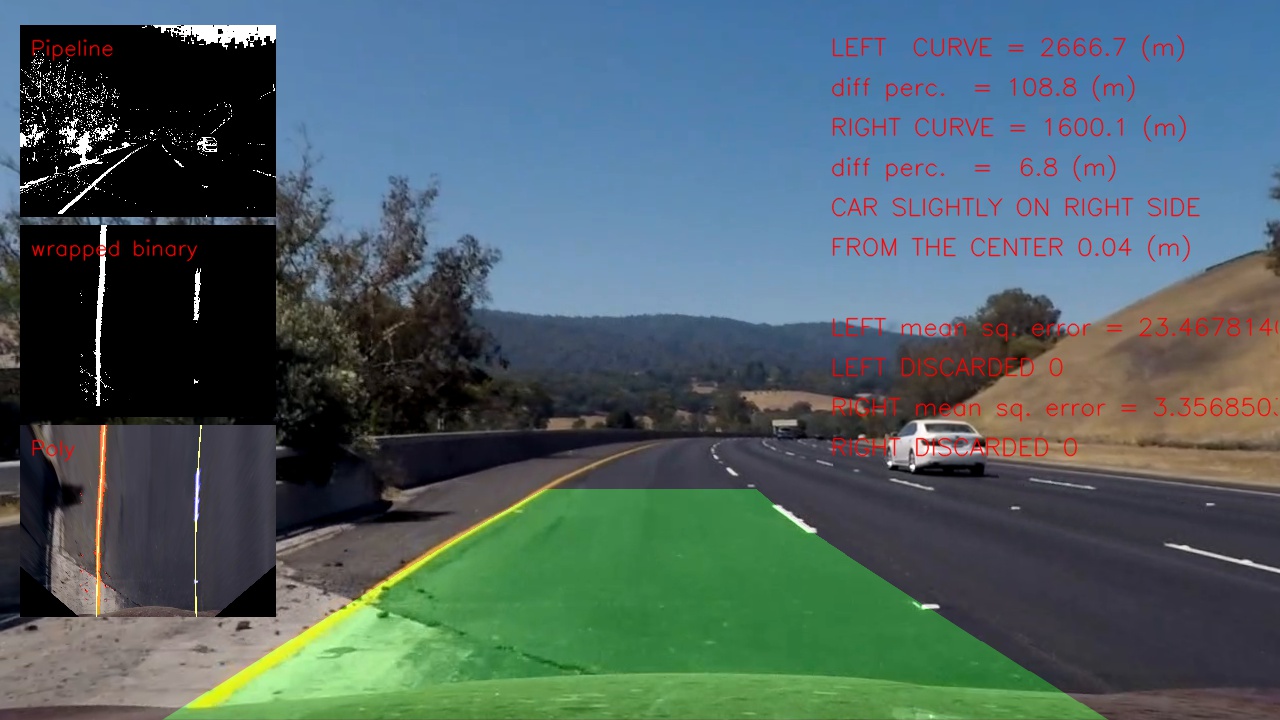 Pipeline
wrapped binary
Poly
LEFT CURVE = 2666.7 (m)
diff perc. = 108.8 (m)
RIGHT CURVE = 1600.1 (m)
diff perc. = 6.8 (m)
CAR SLIGHTLY ON RIGHT SIDE
FROM THE CENTER 0.04 (m)
LEFT mean sq. error = 23.4678140
LEFT DISCARDED 0
RIGHT mean sq. error = 3.356850
RIGHT DISCARDED 0